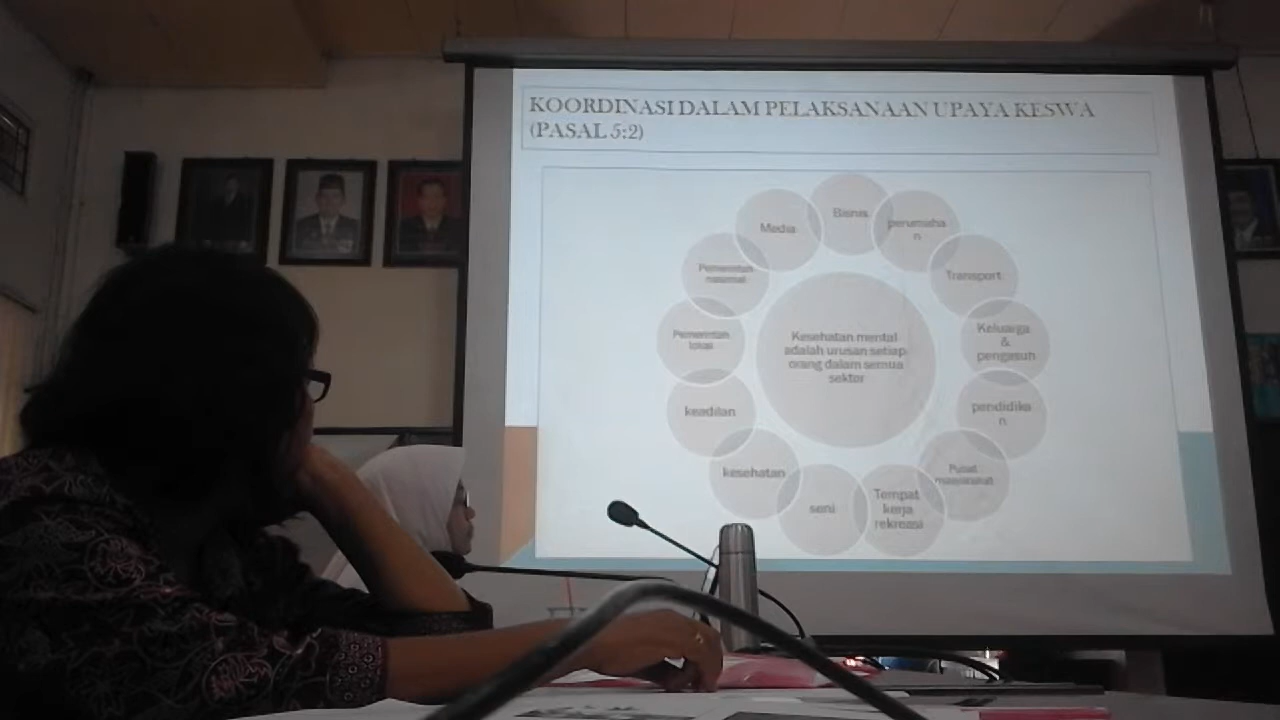 KOORDINASI DALAM PELAKSANAAN UPAYA KESWA
(PASAL 5:2)
Bisnis
perumaha
n
Transport
Keluarga
&
pengasuh
pendidika
n
Pusat
masyarakat
Tempat
kerja
rekreasi
seni
kesehatan
keadilan
Pemerintah
lokal
Pemerintah
nasional
Media
Kesehatan mental
adalah urusan setiap
orang dalam semua
sektor